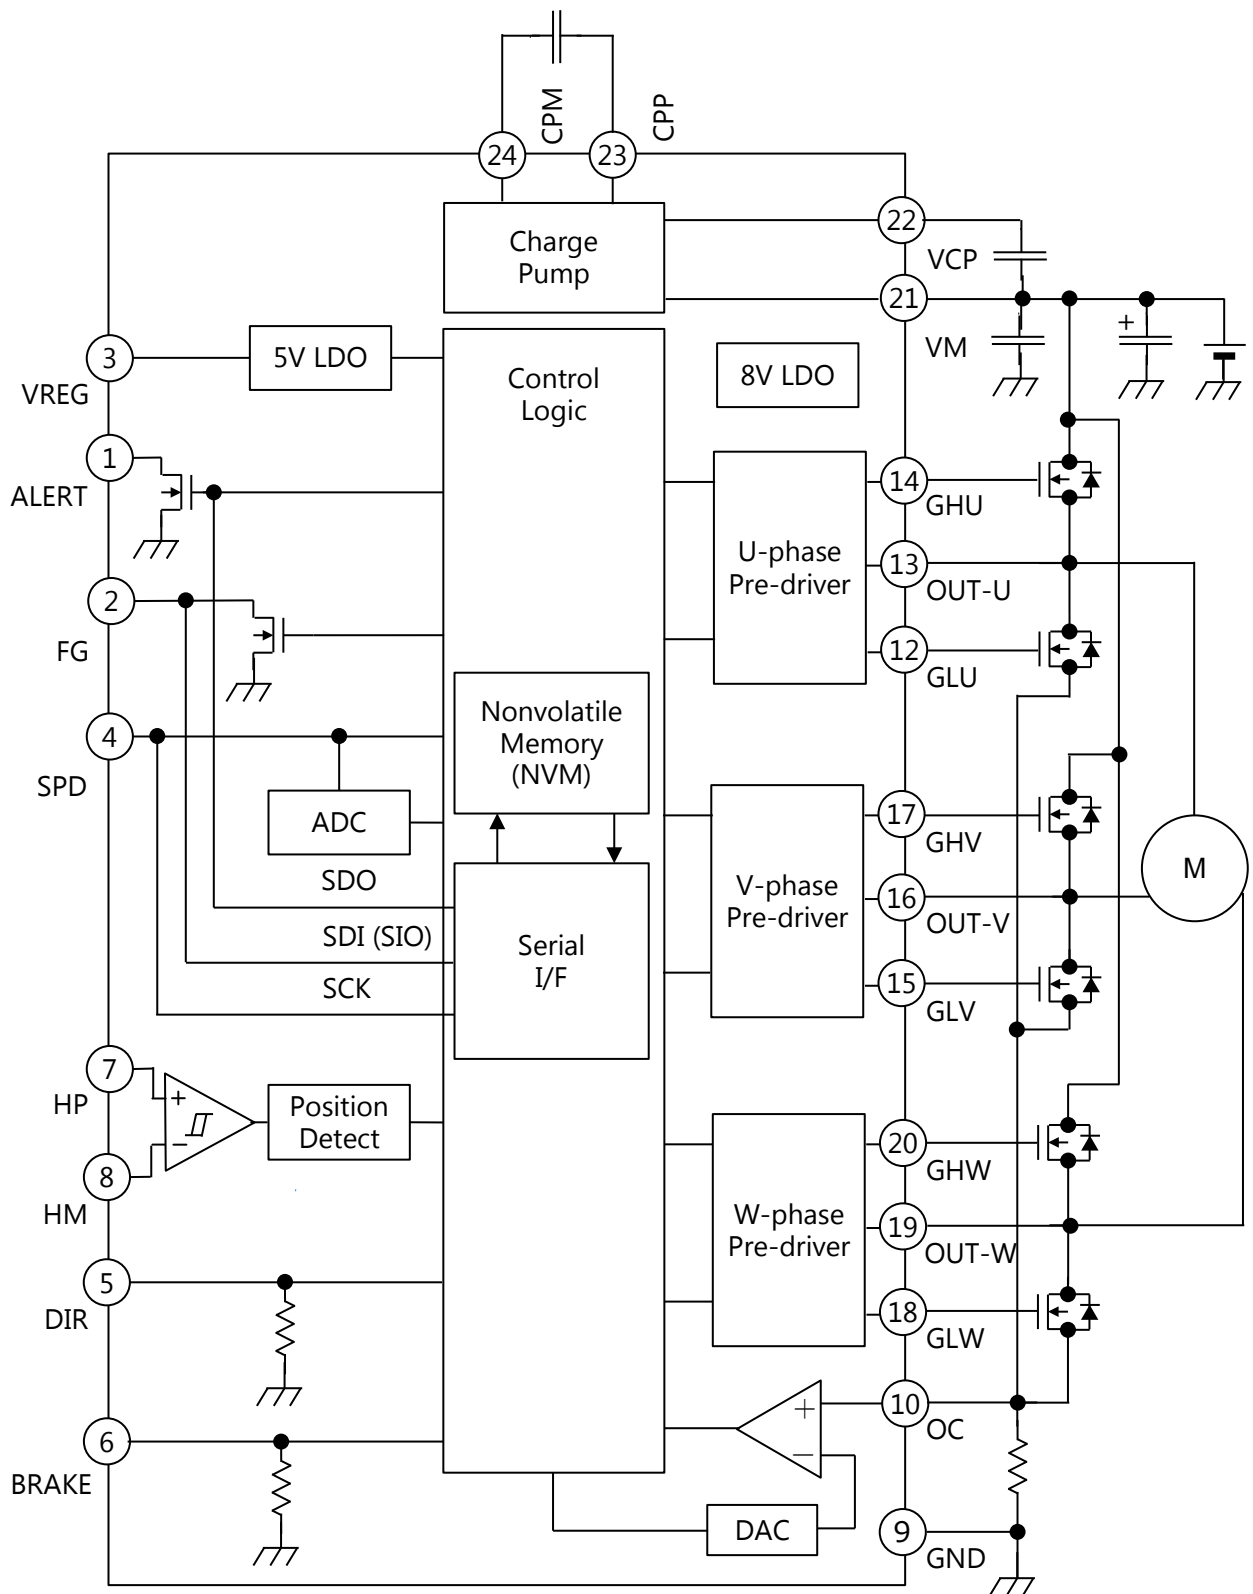 CPM
CPP
24
23
22
Charge
Pump
VCP
21
3
5V LDO
Control
Logic
8V LDO
VM
+
VREG
1
ALERT
14
GHU
U-phase
Pre-driver
13
OUT-U
2
FG
12
GLU
Nonvolatile
Memory
(NVM)
4
SPD
ADC
17
GHV
M
SDO
V-phase
Pre-driver
16
OUT-V
SDI (SIO)
Serial
I/F
SCK
15
GLV
7
HP
+
−
Position
Detect
8
HM
20
GHW
W-phase
Pre-driver
19
OUT-W
5
DIR
18
GLW
10
OC
+
−
6
BRAKE
DAC
9
GND